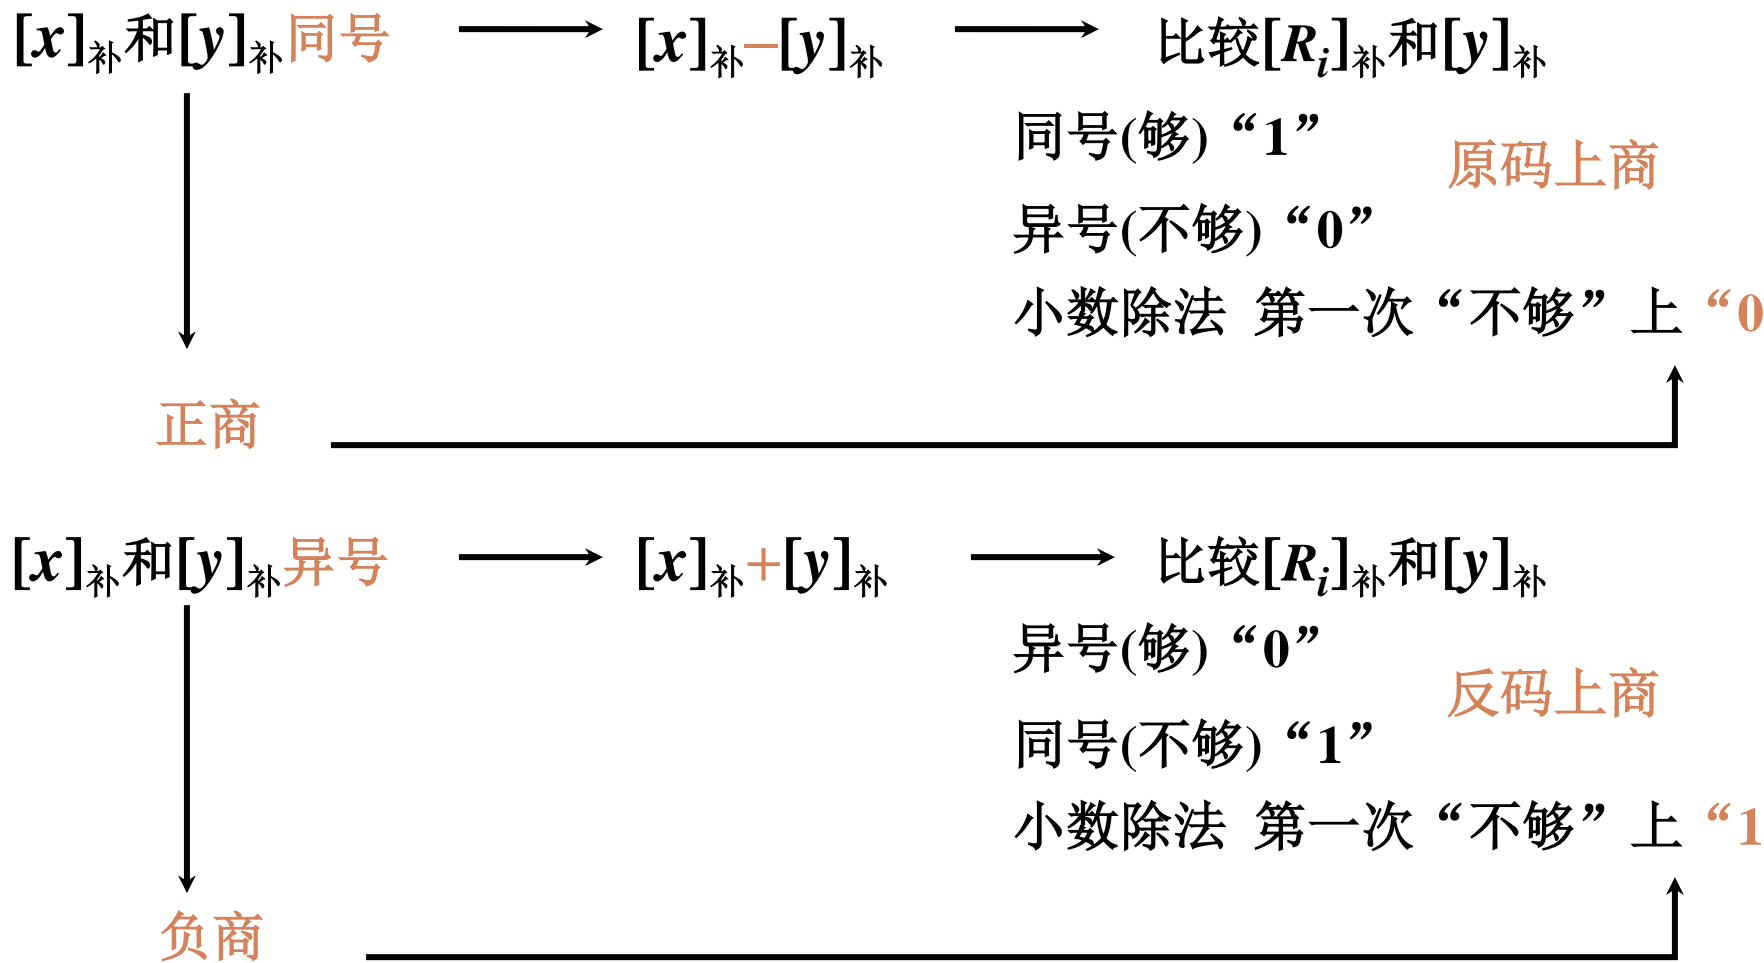 [x]补和[y]补同号 [x]补−[y]补 比较[Ri]补和[y]补
同号(够)“1”
原码上商
异号(不够)“0”
小数除法 第一次“不够”上“0
正商
[x]补和[y]补异号 [x]补+[y]补 比较[Ri]补和[y]补
异号(够)“0”
反码上商
同号(不够)“1”
小数除法 第一次“不够”上“1
负商